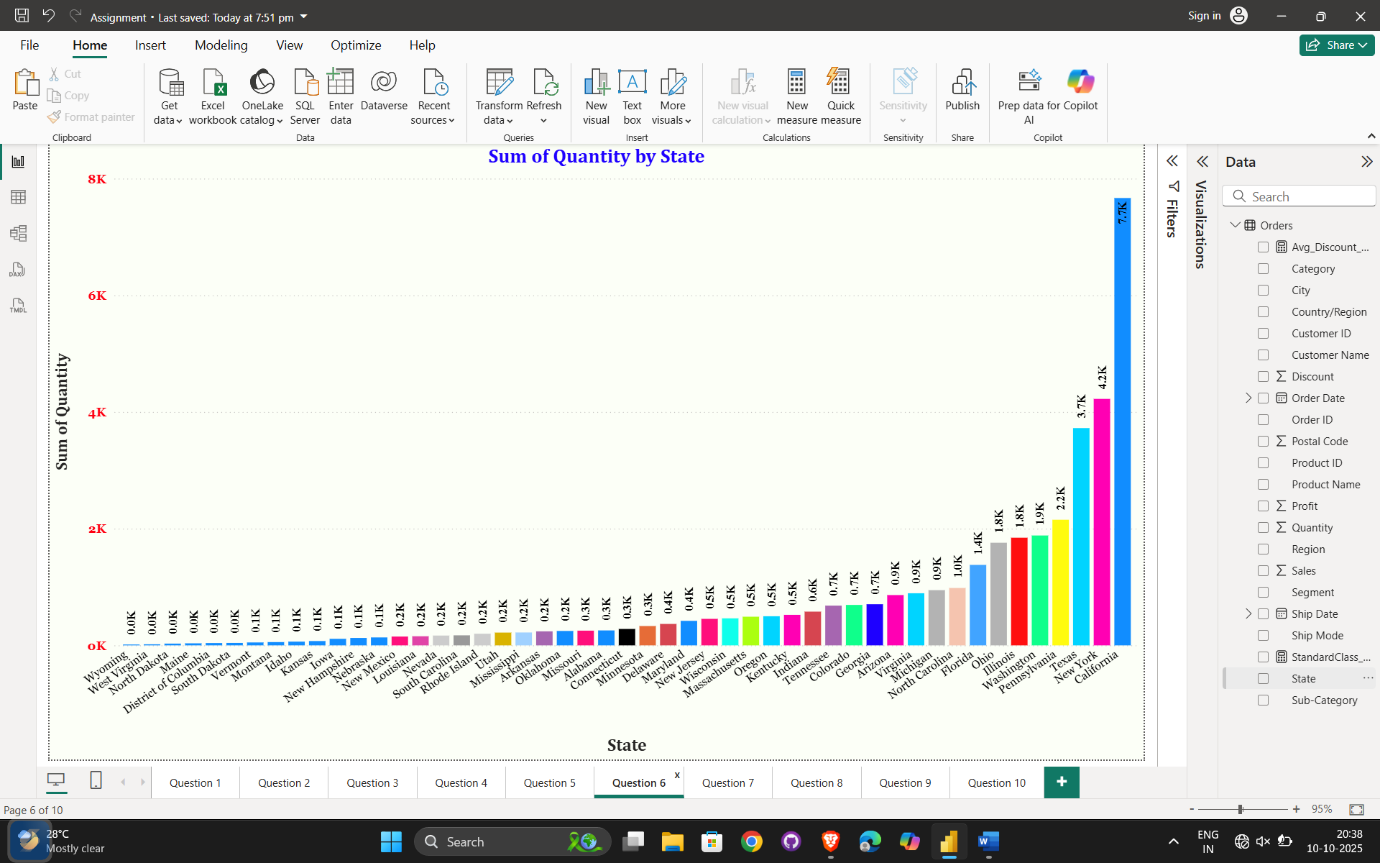 Assignment • Last saved: Today at 7:51 pm
Sign in
File Home Insert Modeling View Optimize Help
Share
Paste
Cut
Copy
Format painter
Get data
Excel workbook
OneLake catalog
SQL Server
Enter data
Dataverse
Recent sources
Transform data
Refresh
New visual
Text box
More visuals
New visual calculation
New measure
Quick measure
Sensitivity
Publish
Prep data for AI
Copilot
Clipboard
Data
Queries
Insert
Calculations
Sensitivity
Share
Copilot
DAX
TMDL
Sum of Quantity by State
Sum of Quantity
8K
6K
4K
2K
0K
0.0K 0.0K 0.0K 0.0K 0.0K 0.0K 0.1K 0.1K 0.1K 0.1K 0.1K 0.1K 0.1K 0.2K 0.2K 0.2K 0.2K 0.2K 0.2K 0.2K 0.2K 0.2K 0.3K 0.3K 0.3K 0.3K 0.4K 0.4K 0.5K 0.5K 0.5K 0.5K 0.5K 0.6K 0.7K 0.7K 0.7K 0.9K 0.9K 0.9K 1.0K 1.4K 1.8K 1.8K 1.9K 2.2K 3.7K 4.2K 7.7K
Wyoming
West Virginia
North Dakota
Maine
District of Columbia
South Dakota
Vermont
Montana
Idaho
Kansas
Iowa
New Hampshire
Nebraska
New Mexico
Louisiana
Nevada
South Carolina
Rhode Island
Utah
Mississippi
Arkansas
Oklahoma
Missouri
Alabama
Connecticut
Minnesota
Delaware
Maryland
New Jersey
Wisconsin
Massachusetts
Oregon
Kentucky
Indiana
Tennessee
Colorado
Georgia
Arizona
Virginia
Michigan
North Carolina
Florida
Ohio
Illinois
Washington
Pennsylvania
Texas
New York
California
State
Filters
Visualizations
Data
Search
Orders
Avg_Discount_...
Category
City
Country/Region
Customer ID
Customer Name
Discount
Order Date
Order ID
Postal Code
Product ID
Product Name
Profit
Quantity
Region
Sales
Segment
Ship Date
Ship Mode
StandardClass_...
State
Sub-Category
Question 1
Question 2
Question 3
Question 4
Question 5
Question 6
x
Question 7
Question 8
Question 9
Question 10
+
Page 6 of 10
- + 95%
28°C
Mostly clear
Search
ENG
IN
20:38
10-10-2025